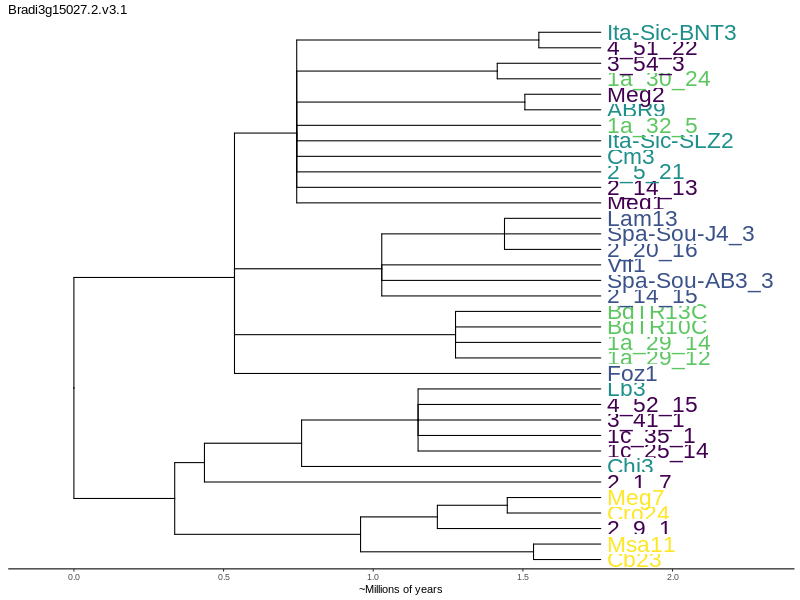 Bradi3g15027.2.v3.1
Ita-Sic-BNT3
4_51_22
3_54_3
1a_30_24
Meg2
ABR9
1a_32_5
Ita-Sic-SLZ2
Cm3
2_5_21
2_14_13
Meg1
Lam13
Spa-Sou-J4_3
2_20_16
Vif1
Spa-Sou-AB3_3
2_14_15
BdTR13C
BdTR10C
1a_29_14
1a_29_12
Foz1
Lb3
4_52_15
3_41_1
1c_35_1
1c_25_14
Chi3
2_1_7
Meg7
Cro24
2_9_1
Msa11
Cb23
0.0 0.5 1.0 1.5 2.0
~Millions of years